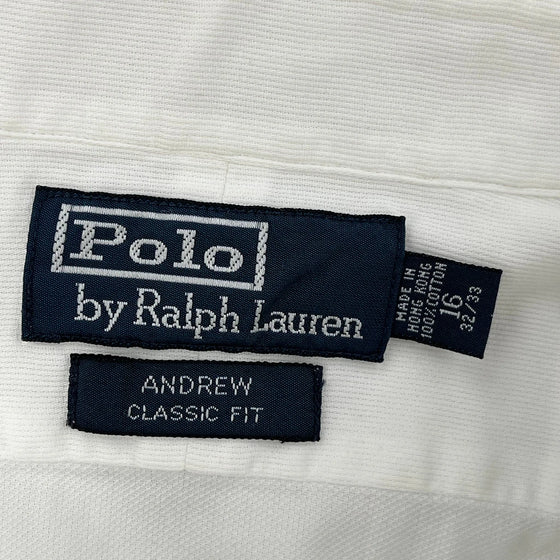 Polo
by Ralph Lauren
MADE IN
HONG KONG
100% COTTON
16
32/33
ANDREW
CLASSIC FIT